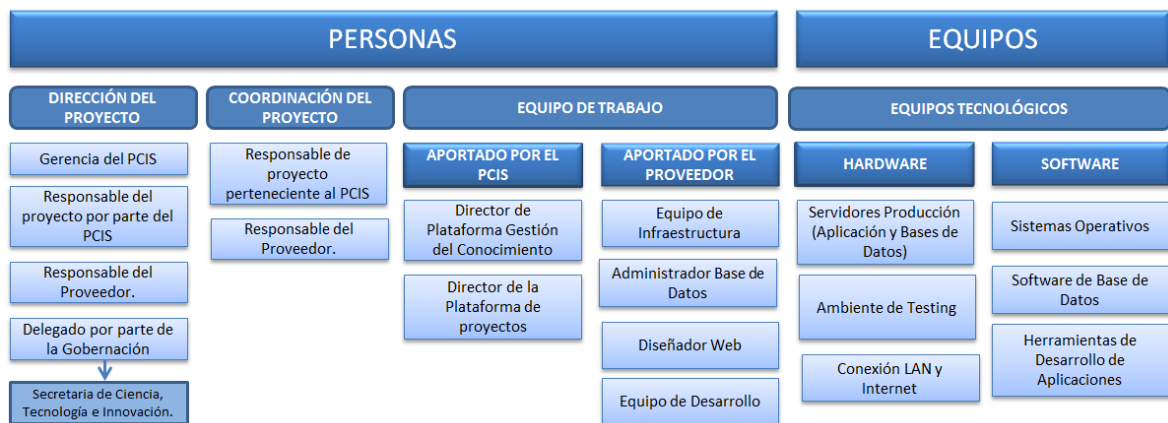 PERSONAS
EQUIPOS
DIRECCIÓN DEL
PROYECTO
COORDINACIÓN DEL
PROYECTO
EQUIPO DE TRABAJO
EQUIPOS TECNOLÓGICOS
Gerencia del PCIS
Responsable del
proyecto por parte del
PCIS
Responsable del
Proveedor.
Delegado por parte de
la Gobernación
Secretaria de Ciencia,
Tecnología e Innovación.
Responsable de
proyecto
perteneciente al PCIS
Responsable del
Proveedor.
APORTADO POR EL
PCIS
Director de
Plataforma Gestión
del Conocimiento
Director de la
Plataforma de
proyectos
APORTADO POR EL
PROVEEDOR
Equipo de
Infraestructura
Administrador Base de
Datos
Diseñador Web
Equipo de Desarrollo
HARDWARE
Servidores Producción
(Aplicación y Bases de
Datos)
Ambiente de Testing
Conexión LAN y
Internet
SOFTWARE
Sistemas Operativos
Software de Base de
Datos
Herramientas de
Desarrollo de
Aplicaciones